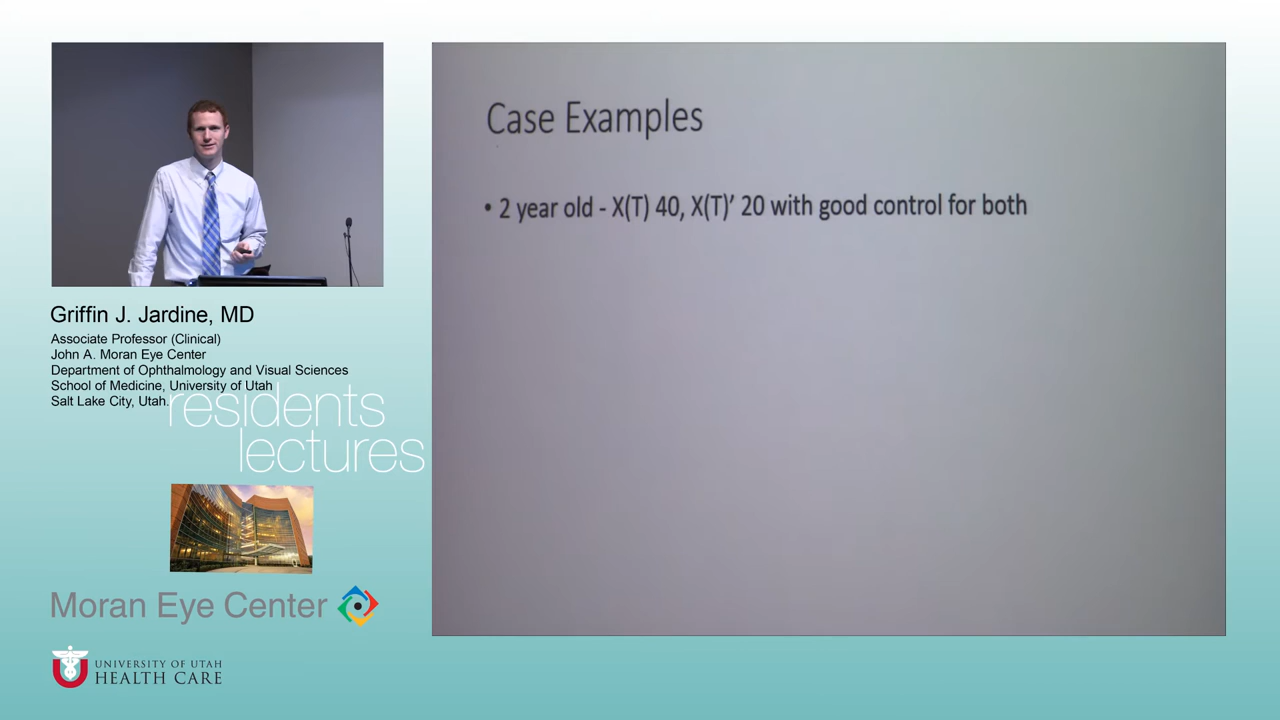 Case Examples
• 2 year old - X(T) 40, X(T)’ 20 with good control for both
Griffin J. Jardine, MD
Associate Professor (Clinical)
John A. Moran Eye Center
Department of Ophthalmology and Visual Sciences
School of Medicine, University of Utah
Salt Lake City, Utah.
residents
lectures
Moran Eye Center
UNIVERSITY OF UTAH
HEALTH CARE